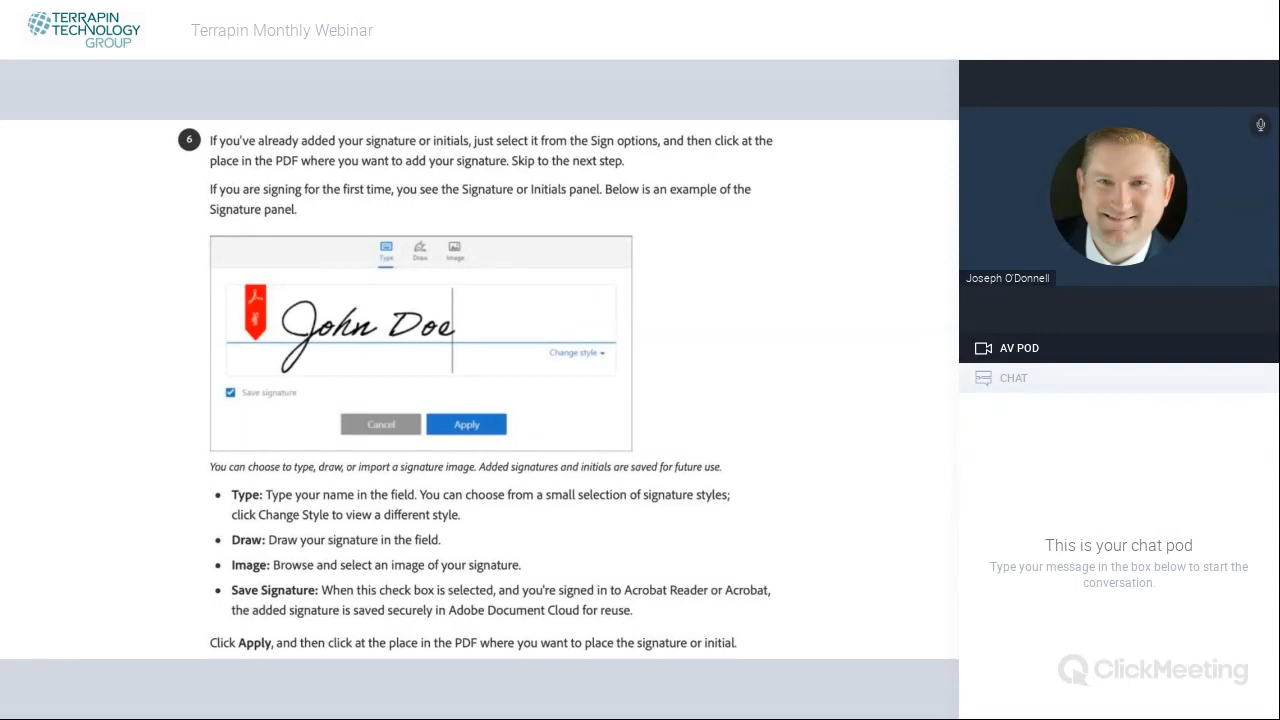 TERRAPIN
TECHNOLOGY
GROUP
Terrapin Monthly Webinar
6
If you've already added your signature or initials, just select it from the Sign options, and then click at the
place in the PDF where you want to add your signature. Skip to the next step.
If you are signing for the first time, you see the Signature or Initials panel. Below is an example of the
Signature panel.
Type Draw Image
John Doe
Change style
Save signature
Cancel Apply
You can choose to type, draw, or import a signature image. Added signatures and initials are saved for future use.
• Type: Type your name in the field. You can choose from a small selection of signature styles;
click Change Style to view a different style.
• Draw: Draw your signature in the field.
• Image: Browse and select an image of your signature.
• Save Signature: When this check box is selected, and you're signed in to Acrobat Reader or Acrobat,
the added signature is saved securely in Adobe Document Cloud for reuse.
Click Apply, and then click at the place in the PDF where you want to place the signature or initial.
Joseph O'Donnell
AV POD
CHAT
This is your chat pod
Type your message in the box below to start the
conversation.
ClickMeeting